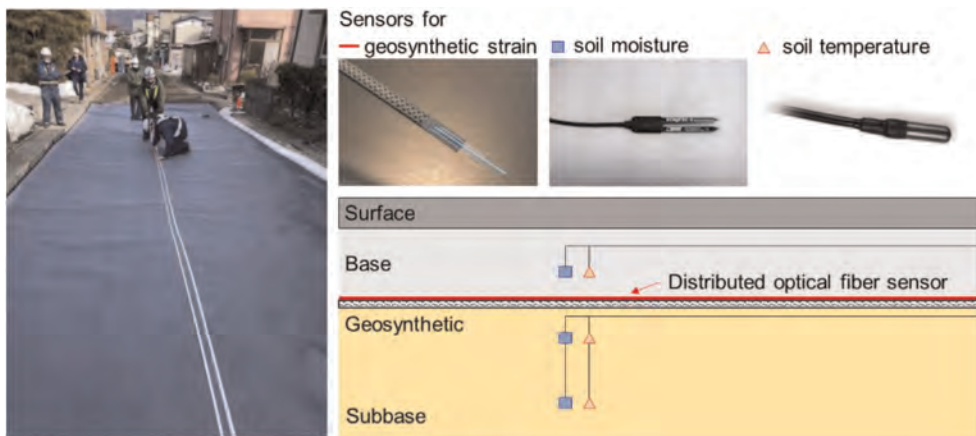 Sensors for
geosynthetic strain
soil moisture
soil temperature
Surface
Base
Distributed optical fiber sensor
Geosynthetic
Subbase